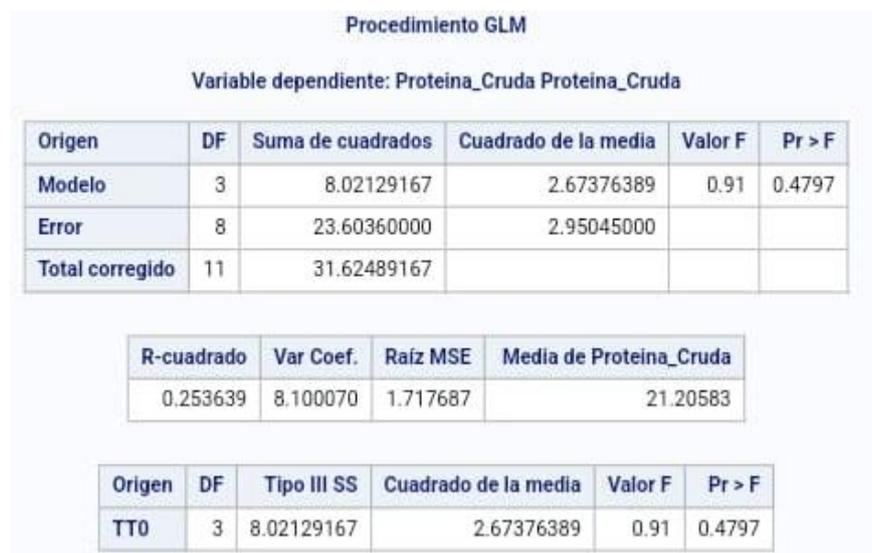 Procedimiento GLM
Variable dependiente: Proteina_Cruda Proteina_Cruda
Origen DF Suma de cuadrados Cuadrado de la media Valor F Pr > F
Modelo 3 8.02129167 2.67376389 0.91 0.4797
Error 8 23.60360000 2.95045000
Total corregido 11 31.62489167
R-cuadrado Var Coef. Raíz MSE Media de Proteina_Cruda
0.253639 8.100070 1.717687 21.20583
Origen DF Tipo III SS Cuadrado de la media Valor F Pr > F
TT0 3 8.02129167 2.67376389 0.91 0.4797